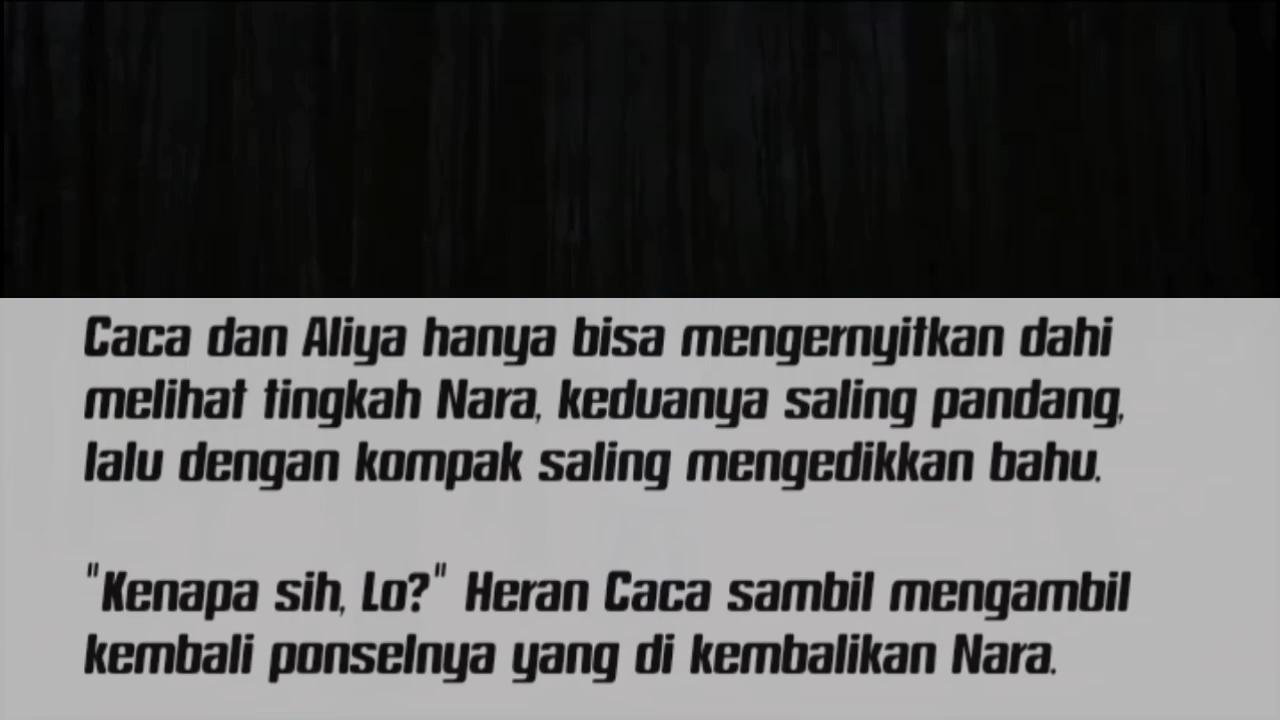 Caca dan Aliya hanya bisa mengernyitkan dahi
melihat tingkah Nara, keduanya saling pandang,
lalu dengan kompak saling mengedikkan bahu.
"Kenapa sih, Lo?" Heran Caca sambil mengambil
kembali ponselnya yang di kembalikan Nara.